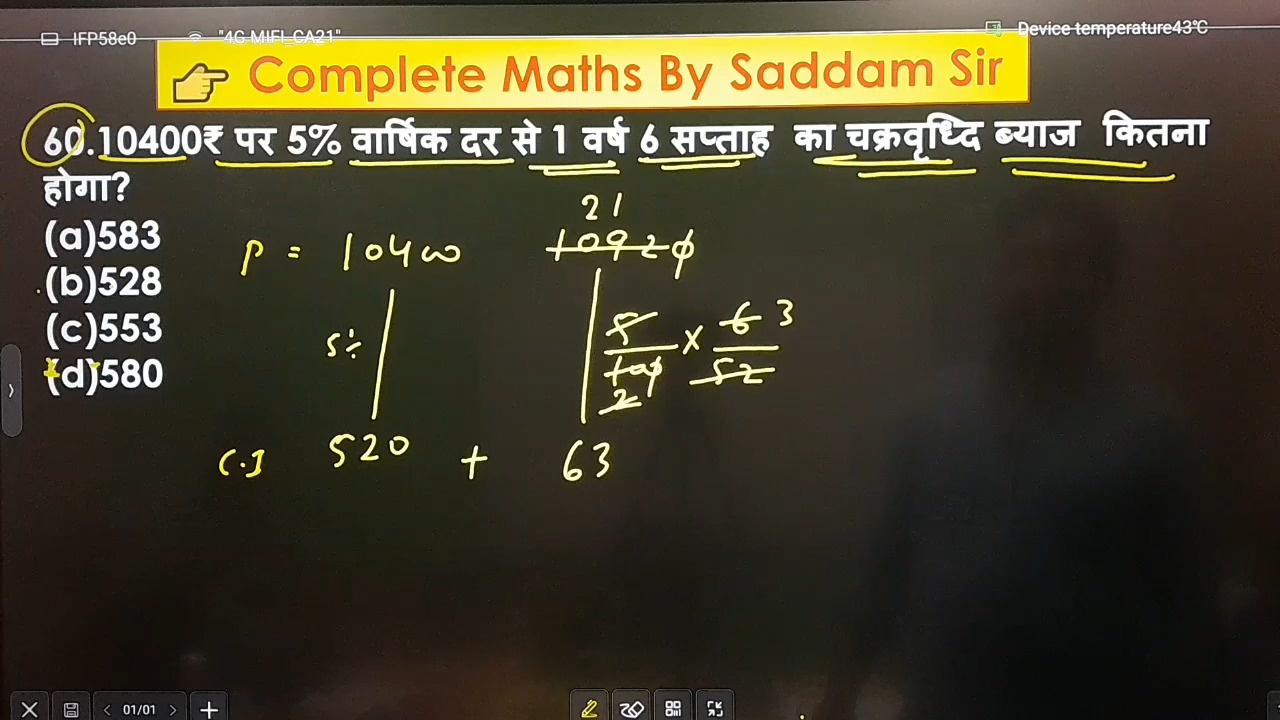 IFP58e0 "4G-MIFI_CA21" Device temperature43℃
Complete Maths By Saddam Sir
60.10400₹ पर 5% वार्षिक दर से 1 वर्ष 6 सप्ताह का चक्रवृध्दि ब्याज कितना
होगा?
(a)583
(b)528
(c)553
(d)580
21
P = 10400 10920
5% 5/100 × 6/52 3
2
C.I 520 + 63
01/01